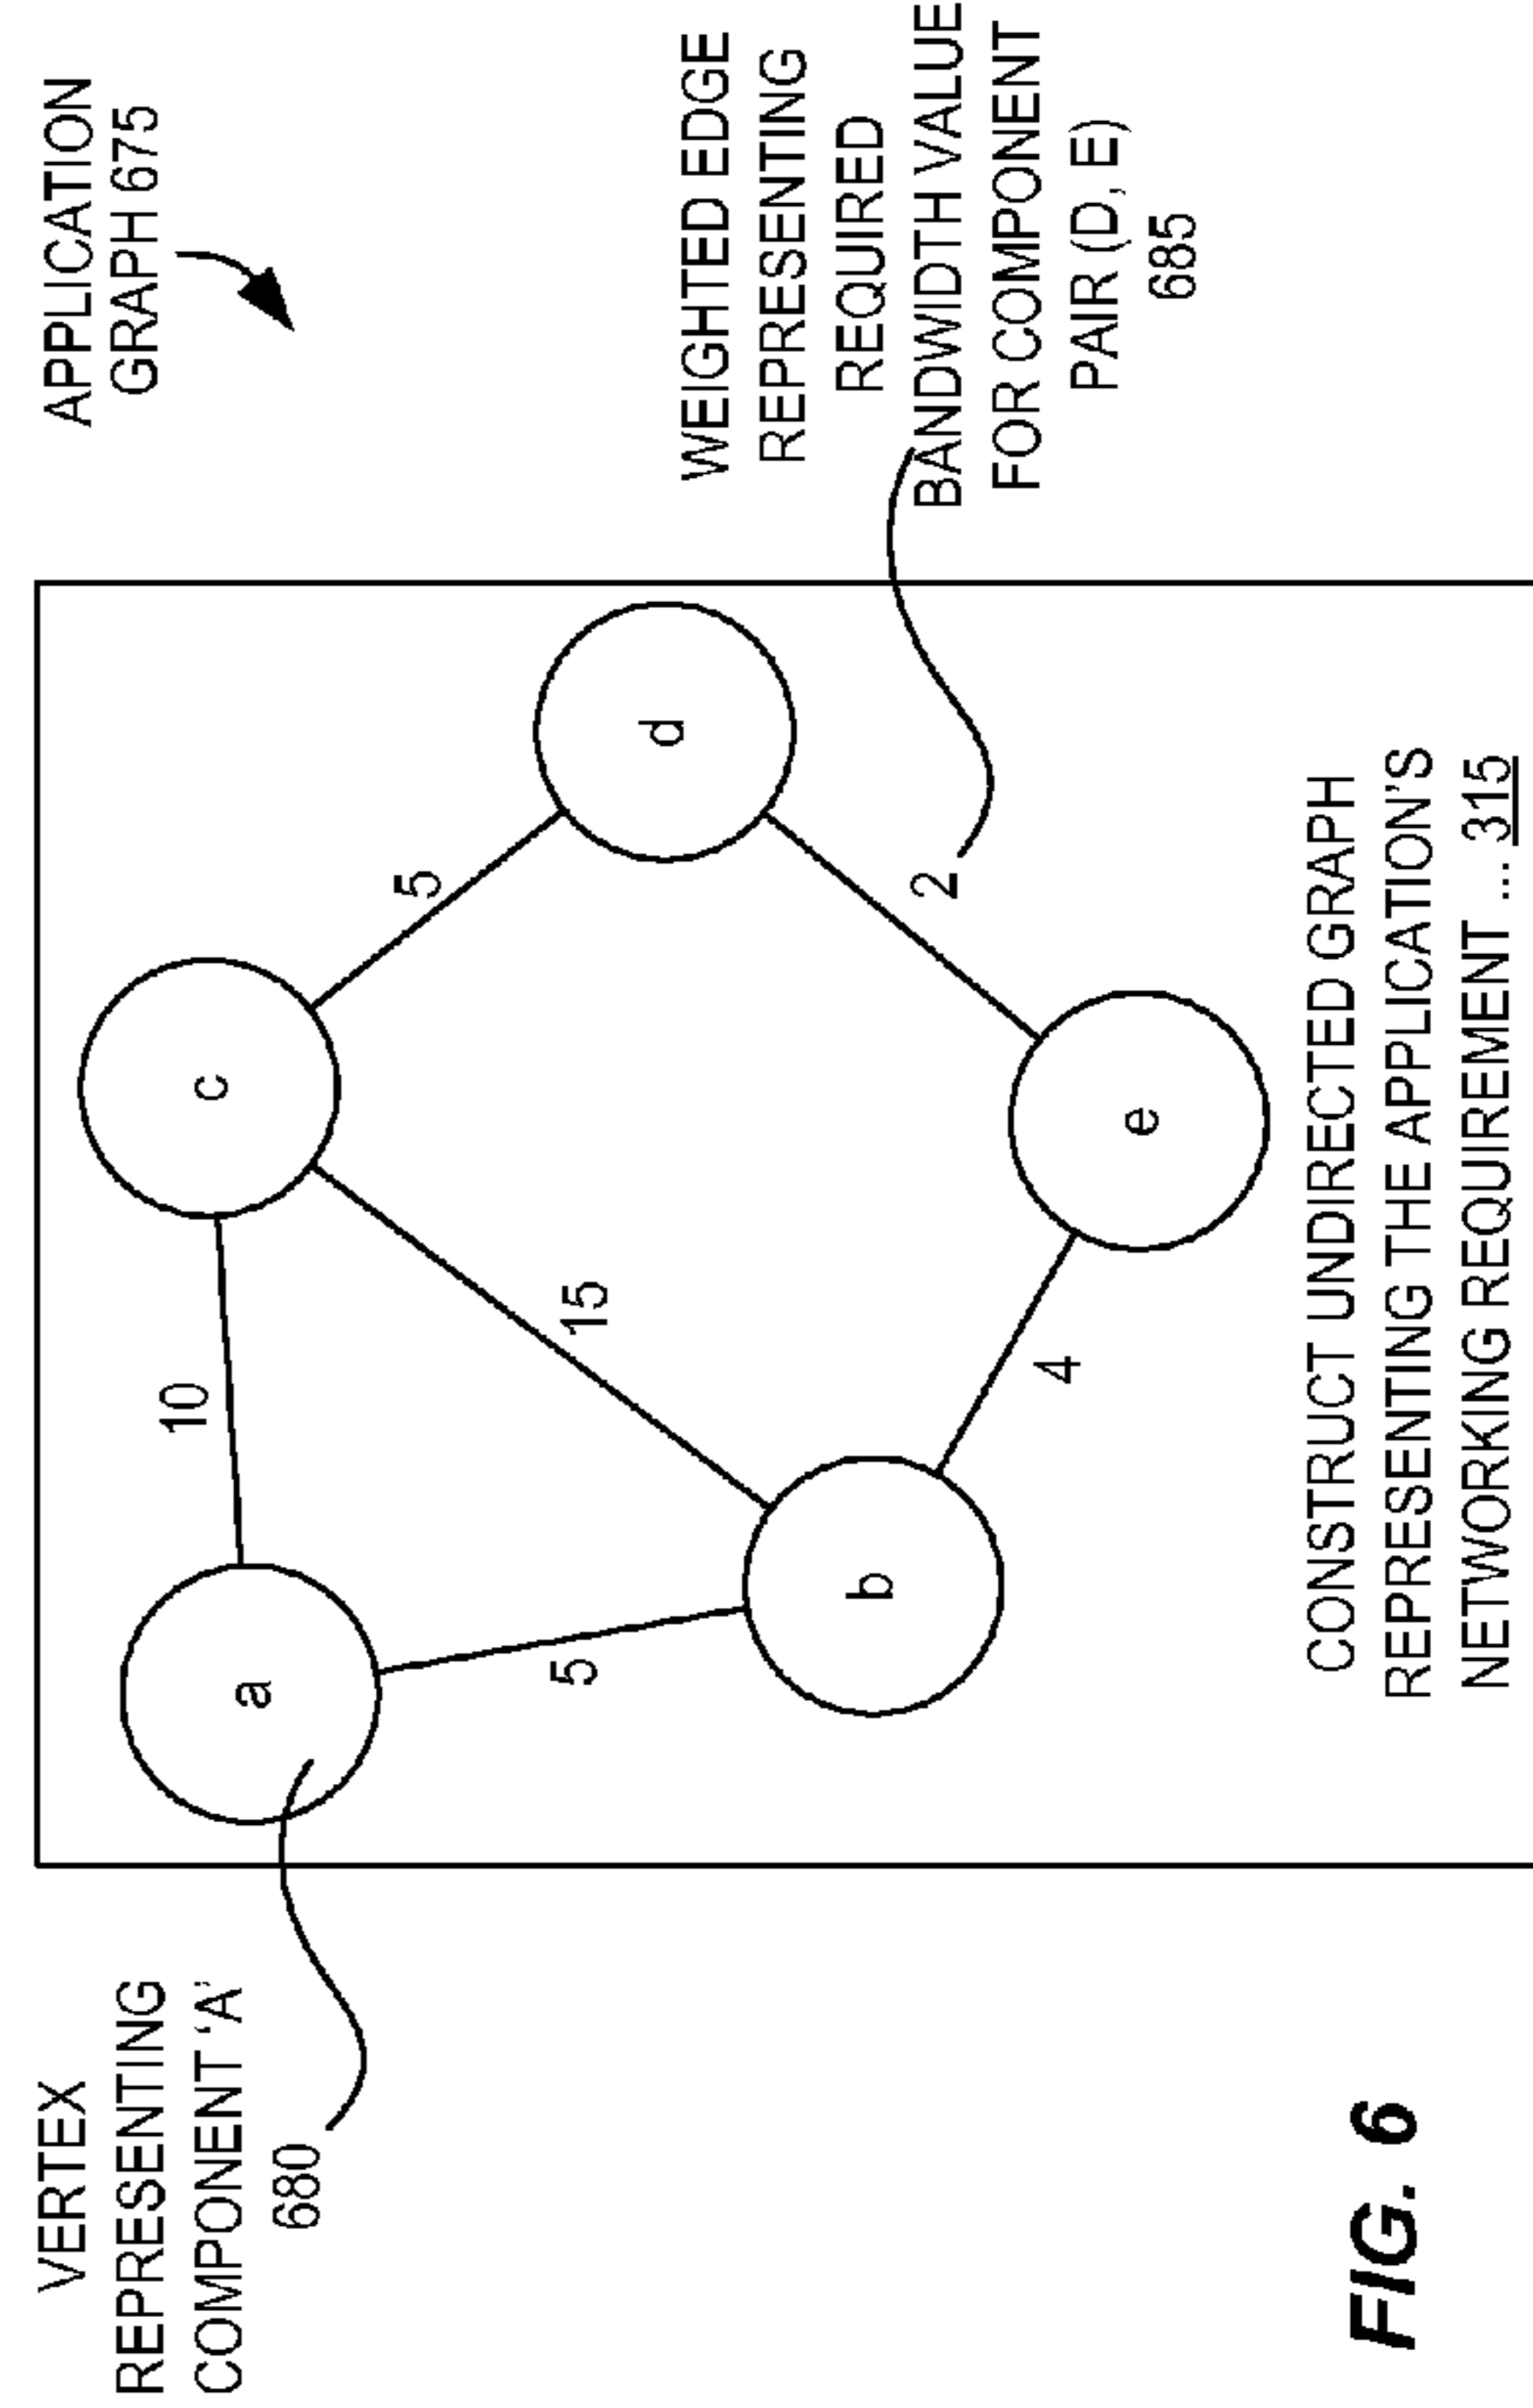 VERTEX
REPRESENTING
COMPONENT ‘A’
680
APPLICATION
GRAPH 675
a
10
c
5
5
15
d
b
4
e
2
WEIGHTED EDGE
REPRESENTING
REQUIRED
BANDWIDTH VALUE
FOR COMPONENT
PAIR (D, E)
685
CONSTRUCT UNDIRECTED GRAPH
REPRESENTING THE APPLICATION’S
NETWORKING REQUIREMENT ... 315
FIG. 6